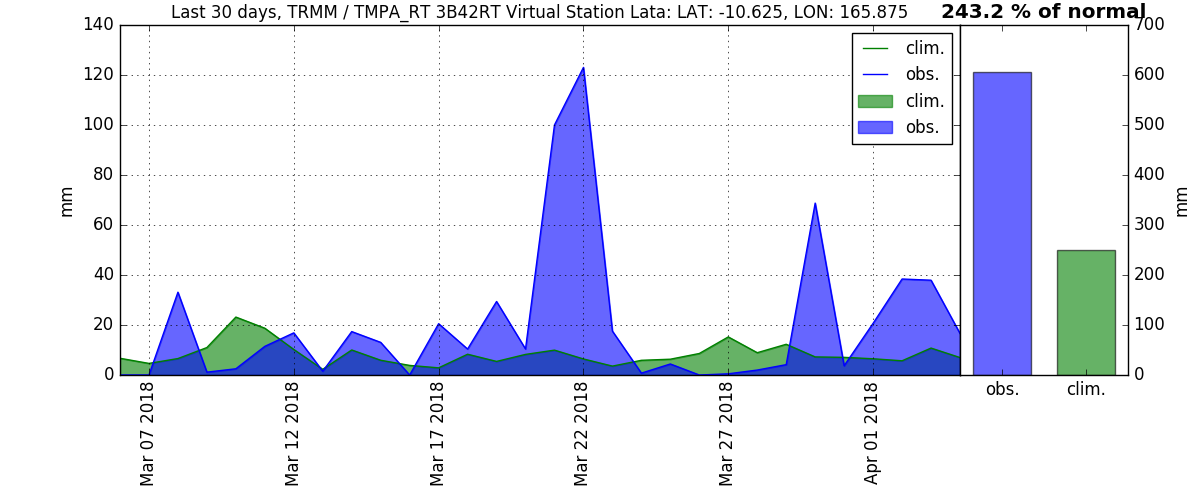 Last 30 days, TRMM / TMPA_RT 3B42RT Virtual Station Lata: LAT: -10.625, LON: 165.875
243.2 % of normal
140
120
100
80
60
40
20
0
mm
clim.
obs.
clim.
obs.
700
600
500
400
300
200
100
0
mm
obs.
clim.
Mar 07 2018
Mar 12 2018
Mar 17 2018
Mar 22 2018
Mar 27 2018
Apr 01 2018